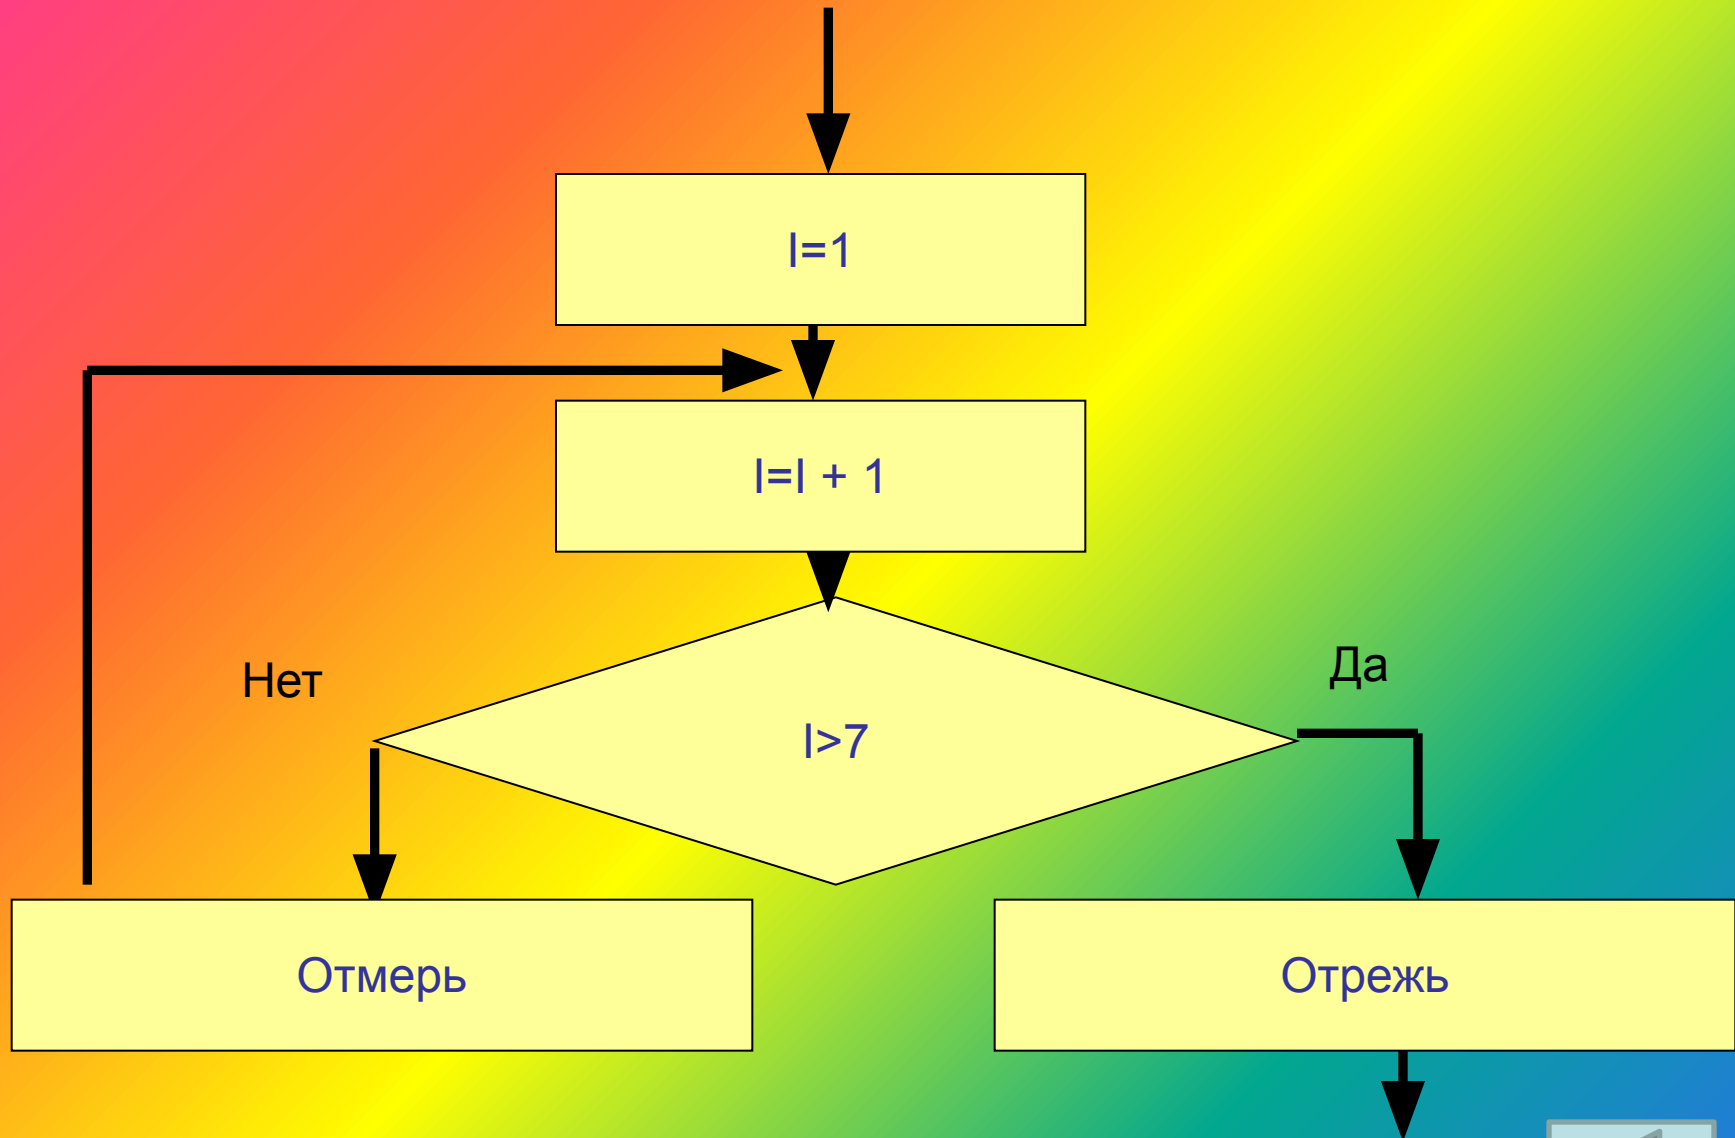 I=1
I=I + 1
Нет
Да
I>7
Отмерь
Отрежь